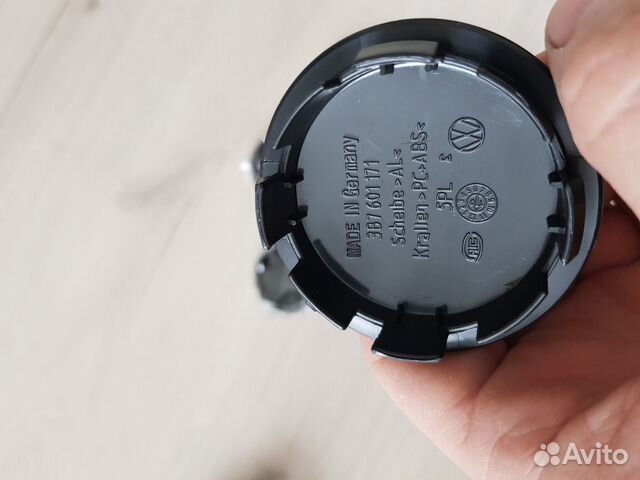 MADE IN Germany
3B7 601 171
Scheibe >AL<
Krallen >PC+ABS<
5PL
Avito